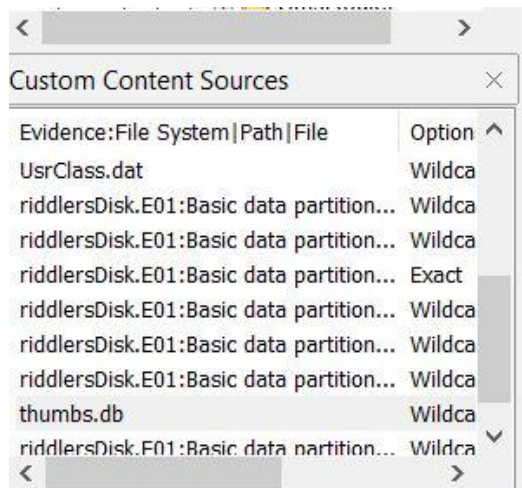 Custom Content Sources
Evidence:File System|Path|File Option
UsrClass.dat Wildca
riddlersDisk.E01:Basic data partition... Wildca
riddlersDisk.E01:Basic data partition... Wildca
riddlersDisk.E01:Basic data partition... Exact
riddlersDisk.E01:Basic data partition... Wildca
riddlersDisk.E01:Basic data partition... Wildca
riddlersDisk.E01:Basic data partition... Wildca
thumbs.db Wildca
riddlersDisk.E01:Basic data partition... Wildca